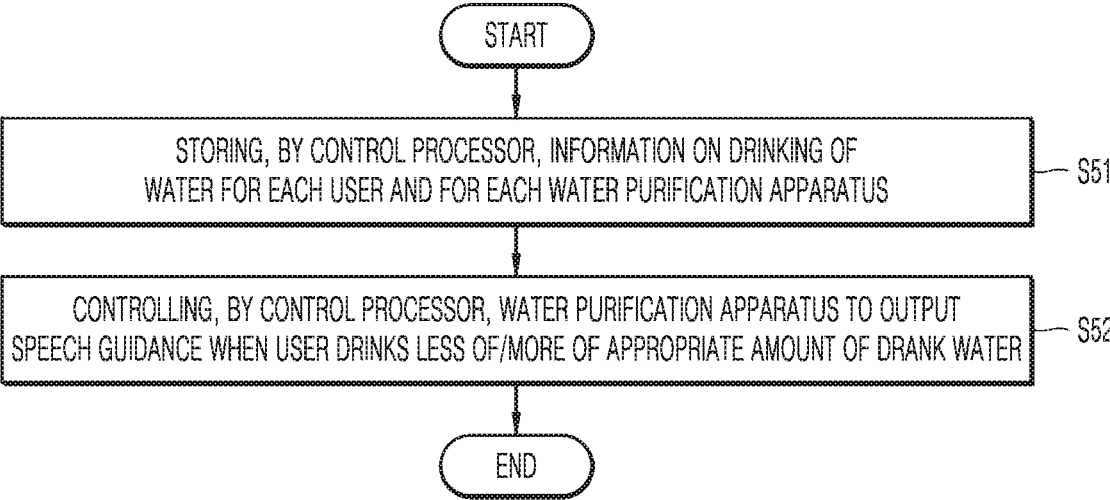 START
STORING, BY CONTROL PROCESSOR, INFORMATION ON DRINKING OF
WATER FOR EACH USER AND FOR EACH WATER PURIFICATION APPARATUS
S51
CONTROLLING, BY CONTROL PROCESSOR, WATER PURIFICATION APPARATUS TO OUTPUT
SPEECH GUIDANCE WHEN USER DRINKS LESS OF/MORE OF APPROPRIATE AMOUNT OF DRANK WATER
S52
END